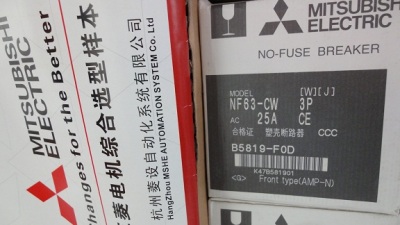 MITSUBISHI
ELECTRIC
Changes for the Better
三菱电机综合选型样本
杭州菱设自动化系统有限公司
HangZhou MSHE AUTOMATION SYSTEM CO.,LTD
MITSUBISHI
ELECTRIC
NO-FUSE BREAKER
MODEL [W][J]
NF63-CW 3P
AC 25A CE
合格证 塑壳断路器 CCC
B5819-F0D
K47B581901
<G> Front type(AMP-N)